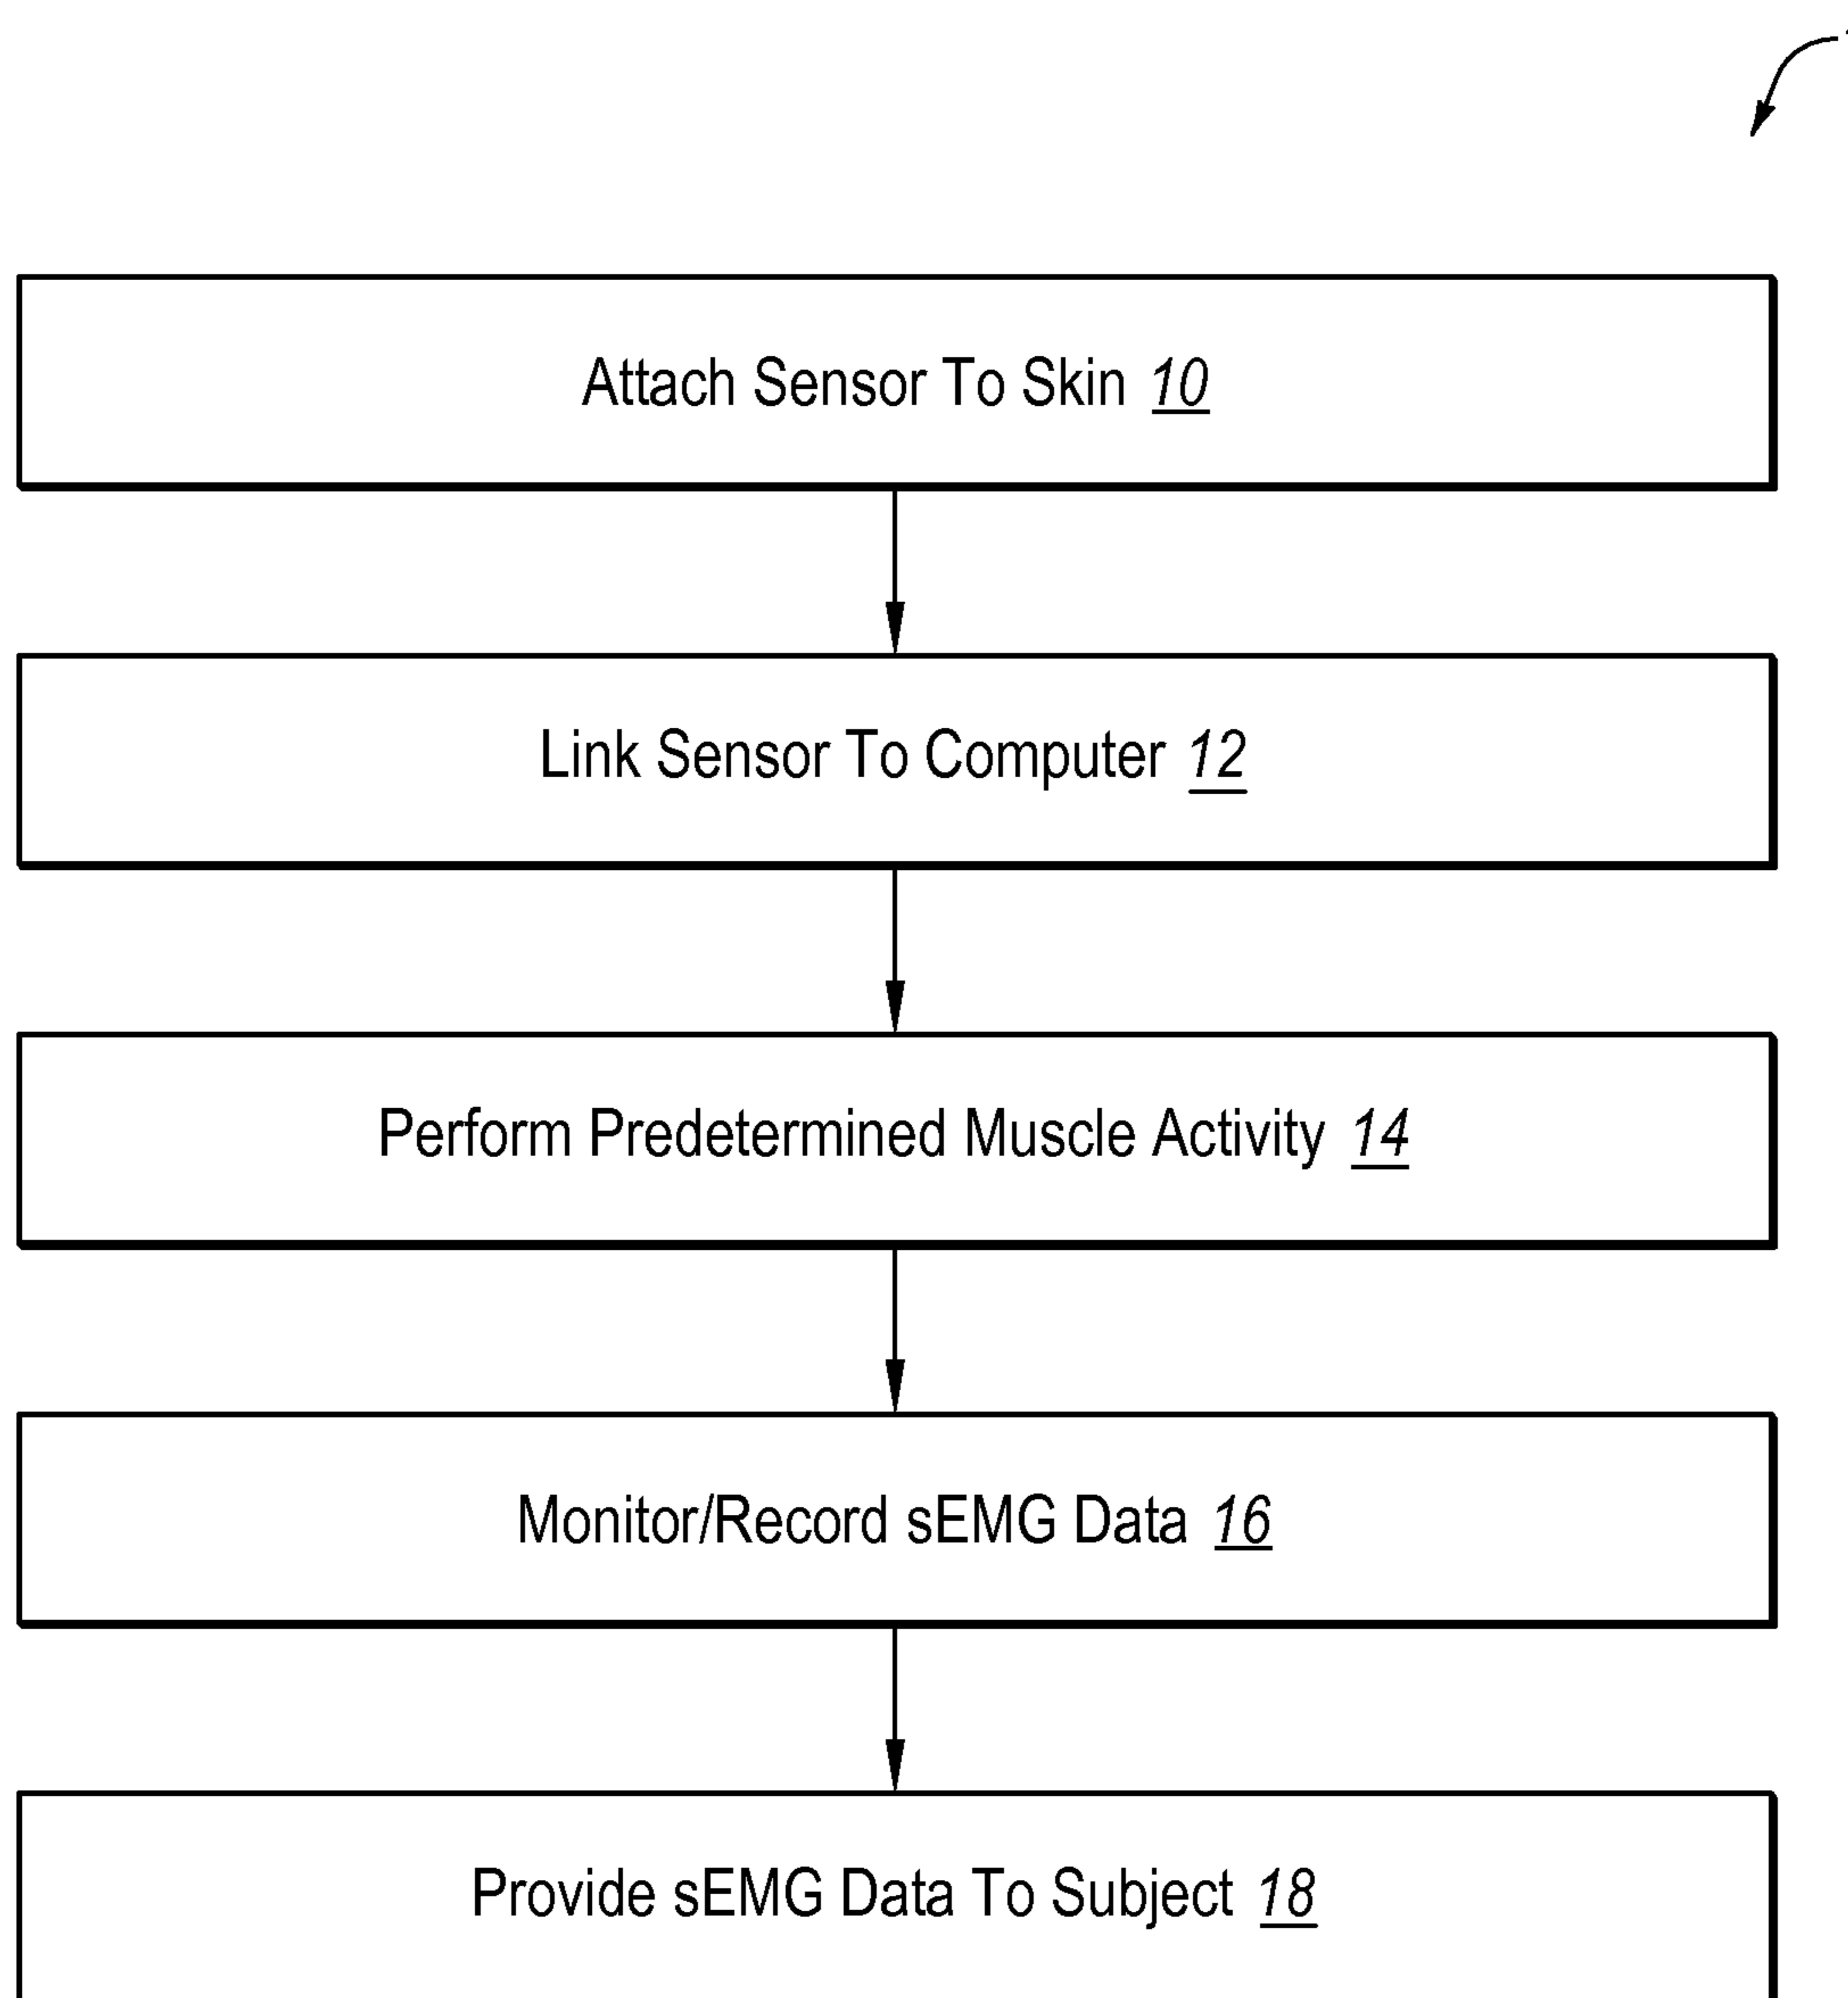 Attach Sensor To Skin 10
Link Sensor To Computer 12
Perform Predetermined Muscle Activity 14
Monitor/Record sEMG Data 16
Provide sEMG Data To Subject 18